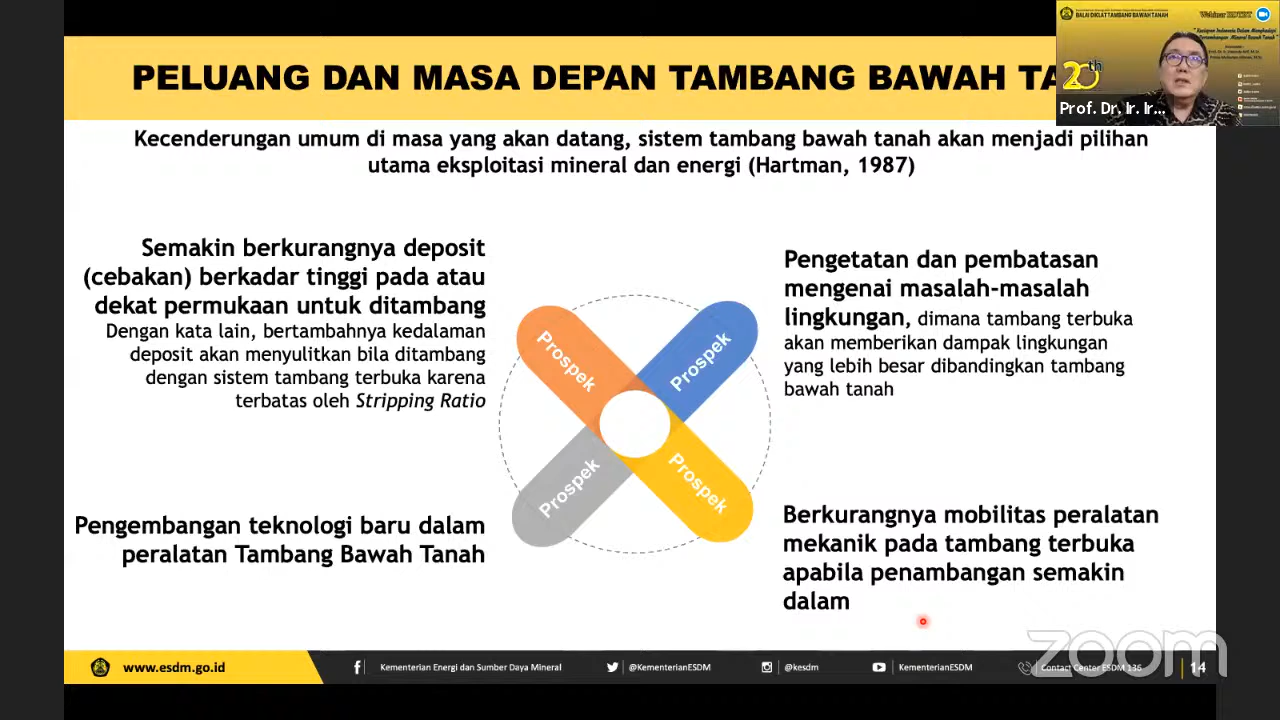 PELUANG DAN MASA DEPAN TAMBANG BAWAH TA
BALAI DIKLAT TAMBANG BAWAH TANAH
20th
Prof. Dr. Ir. Ir...
Kecenderungan umum di masa yang akan datang, sistem tambang bawah tanah akan menjadi pilihan
utama eksploitasi mineral dan energi (Hartman, 1987)
Semakin berkurangnya deposit
(cebakan) berkadar tinggi pada atau
dekat permukaan untuk ditambang
Dengan kata lain, bertambahnya kedalaman
deposit akan menyulitkan bila ditambang
dengan sistem tambang terbuka karena
terbatas oleh Stripping Ratio
Pengetatan dan pembatasan
mengenai masalah-masalah
lingkungan, dimana tambang terbuka
akan memberikan dampak lingkungan
yang lebih besar dibandingkan tambang
bawah tanah
Prospek
Prospek
Prospek
Prospek
Pengembangan teknologi baru dalam
peralatan Tambang Bawah Tanah
Berkurangnya mobilitas peralatan
mekanik pada tambang terbuka
apabila penambangan semakin
dalam
zoom
www.esdm.go.id
Kementerian Energi dan Sumber Daya Mineral
@KementerianESDM
@kesdm
KementerianESDM
Contact Center ESDM 136
14